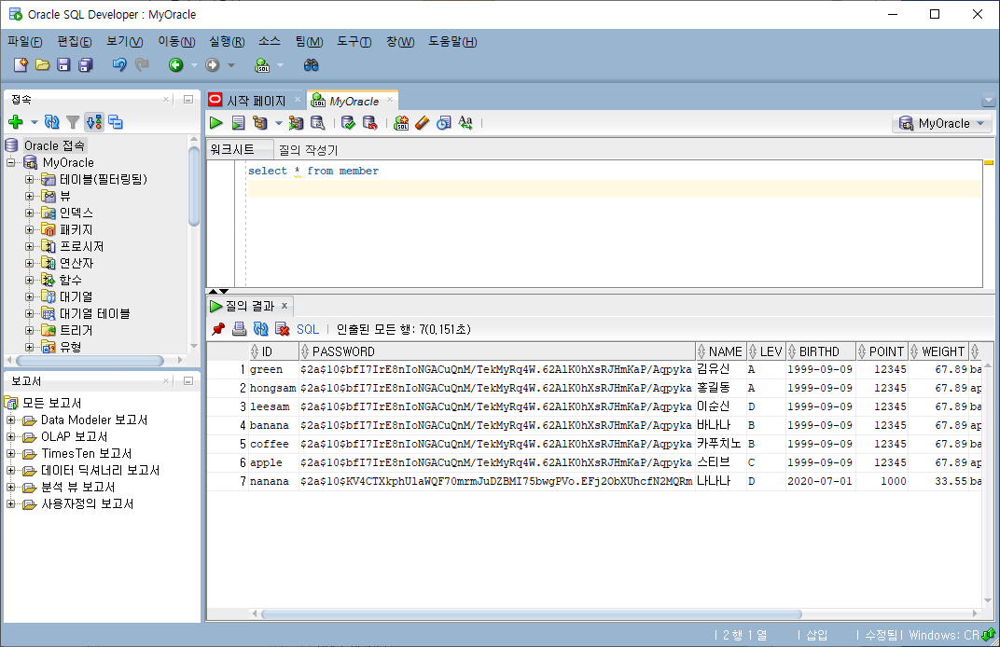 Oracle SQL Developer : MyOracle
파일(F) 편집(E) 보기(V) 이동(N) 실행(R) 소스 팀(M) 도구(T) 창(W) 도움말(H)
접속
Oracle 접속
MyOracle
테이블(필터링됨)
뷰
인덱스
패키지
프로시저
연산자
함수
대기열
대기열 테이블
트리거
유형
보고서
모든 보고서
Data Modeler 보고서
OLAP 보고서
TimesTen 보고서
데이터 딕셔너리 보고서
분석 뷰 보고서
사용자정의 보고서
시작 페이지 MyOracle
MyOracle
워크시트 질의 작성기
select * from member
질의 결과
SQL | 인출된 모든 행: 7(0,151초)
ID PASSWORD NAME LEV BIRTHD POINT WEIGHT
1 green $2a$10$bfI7IrE8nIoNGACuQnM/TekMyRq4W.62AlK0hXsRJHmKaP/Aqpyka 김유신 A 1999-09-09 12345 67.89 ba
2 hongsam $2a$10$bfI7IrE8nIoNGACuQnM/TekMyRq4W.62AlK0hXsRJHmKaP/Aqpyka 홍길동 A 1999-09-09 12345 67.89 ap
3 leesam $2a$10$bfI7IrE8nIoNGACuQnM/TekMyRq4W.62AlK0hXsRJHmKaP/Aqpyka 이순신 D 1999-09-09 12345 67.89 ba
4 banana $2a$10$bfI7IrE8nIoNGACuQnM/TekMyRq4W.62AlK0hXsRJHmKaP/Aqpyka 바나나 B 1999-09-09 12345 67.89 ap
5 coffee $2a$10$bfI7IrE8nIoNGACuQnM/TekMyRq4W.62AlK0hXsRJHmKaP/Aqpyka 카푸치노 B 1999-09-09 12345 67.89 ba
6 apple $2a$10$bfI7IrE8nIoNGACuQnM/TekMyRq4W.62AlK0hXsRJHmKaP/Aqpyka 스티브 C 1999-09-09 12345 67.89 ap
7 nanana $2a$10$KV4CTXkphUlaWQF70mrmJuDZBMI75bwgPVo.EFj2ObXUhcfN2MQRm 나나나 D 2020-07-01 1000 33.55 ba
| 2 행 1 열 | 삽입 | 수정됨 | Windows: CR